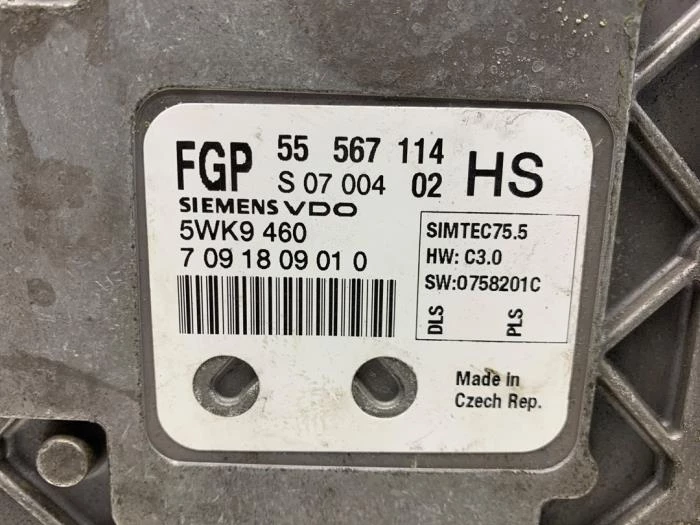 FGP 55 567 114 HS
S 07 004 02
SIEMENS VDO
5WK9 460
7 09 18 09 01 0
SIMTEC75.5
HW: C3.0
SW:0758201C
DLS
PLS
Made in
Czech Rep.